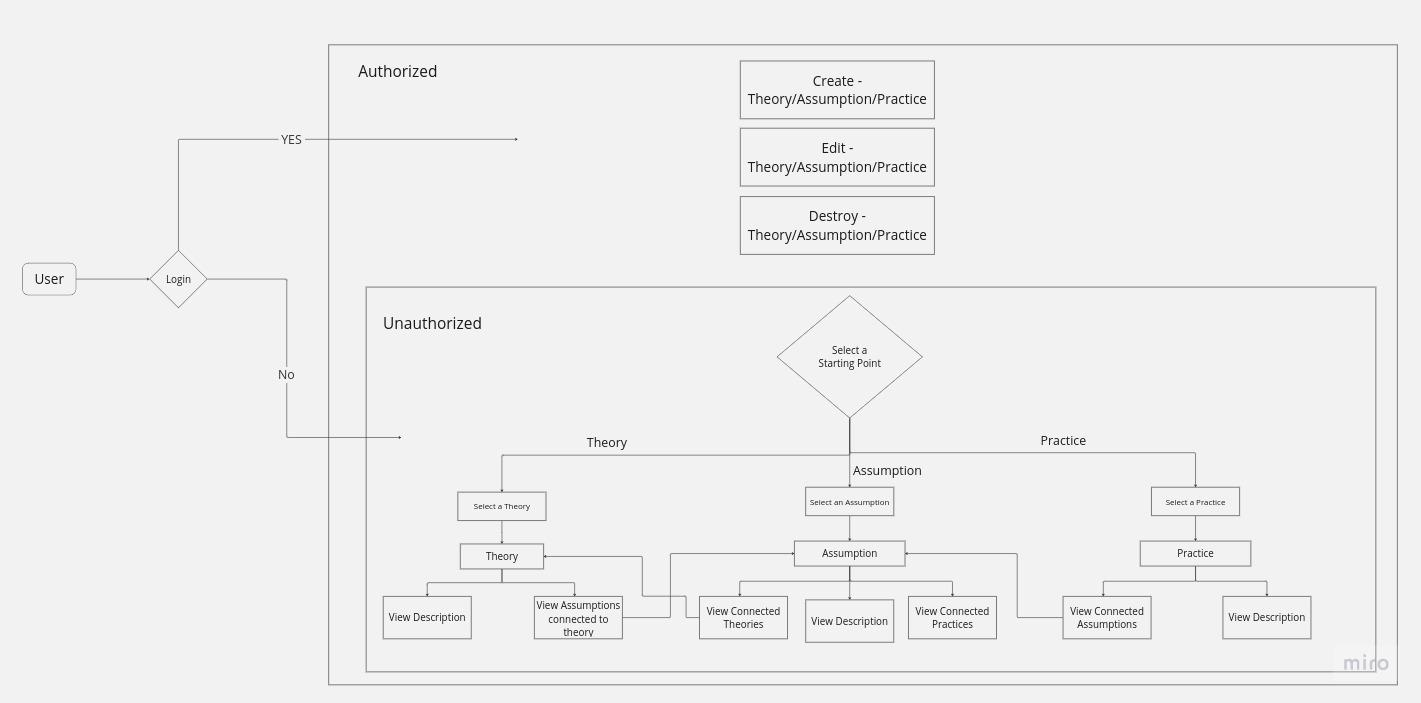 Authorized
Create -
Theory/Assumption/Practice
YES
Edit -
Theory/Assumption/Practice
Destroy -
Theory/Assumption/Practice
User
Login
No
Unauthorized
Select a
Starting Point
Theory
Assumption
Practice
Select a Theory
Select an Assumption
Select a Practice
Theory
Assumption
Practice
View Description
View Assumptions
connected to
theory
View Connected
Theories
View Description
View Connected
Practices
View Connected
Assumptions
View Description
miro